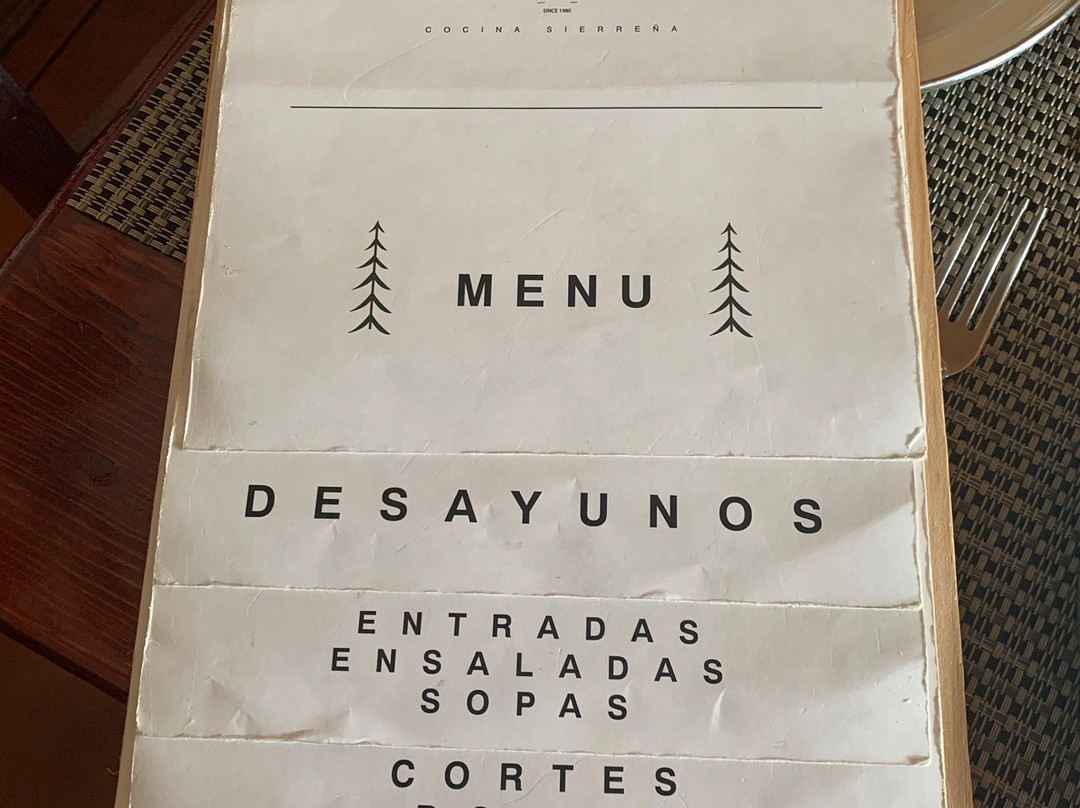 SINCE 1980
COCINA SIERREÑA
MENU
DESAYUNOS
ENTRADAS
ENSALADAS
SOPAS
CORTES